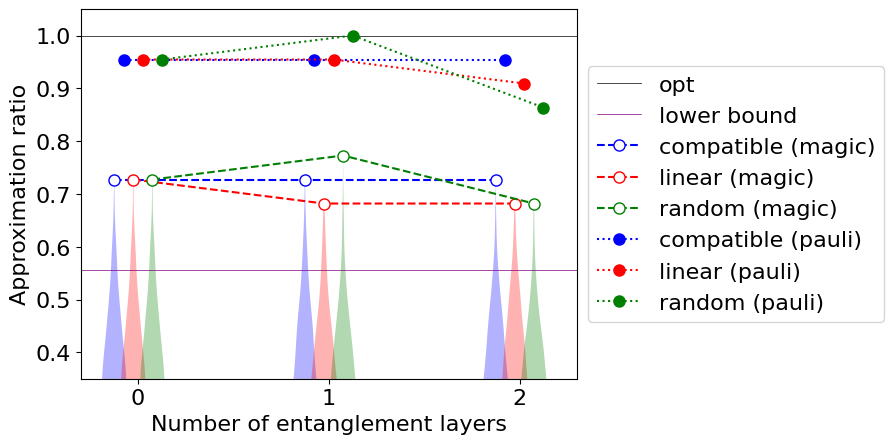 1.0
0.9
0.8
0.7
0.6
0.5
0.4
Approximation ratio
0 1 2
Number of entanglement layers
opt
lower bound
compatible (magic)
linear (magic)
random (magic)
compatible (pauli)
linear (pauli)
random (pauli)